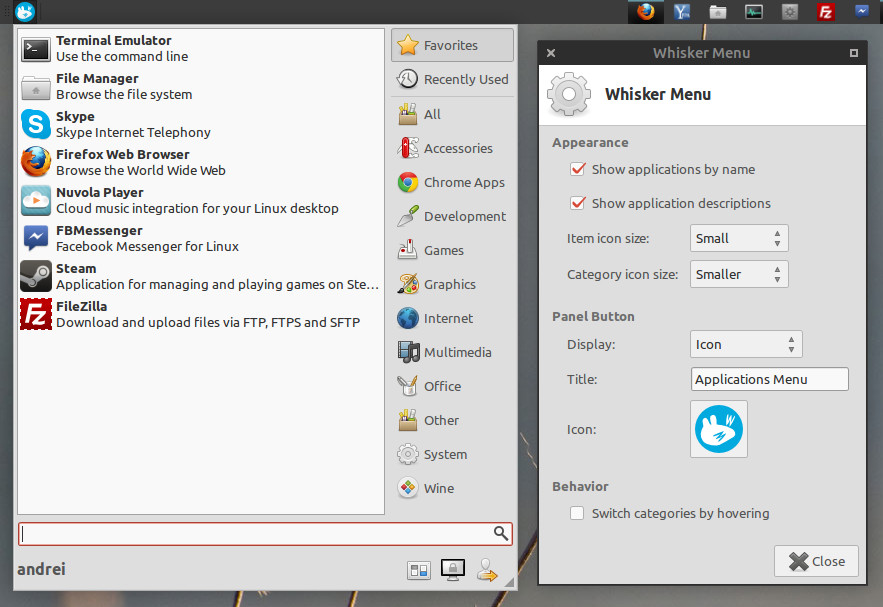 Terminal Emulator
Use the command line
File Manager
Browse the file system
Skype
Skype Internet Telephony
Firefox Web Browser
Browse the World Wide Web
Nuvola Player
Cloud music integration for your Linux desktop
FBMessenger
Facebook Messenger for Linux
Steam
Application for managing and playing games on Ste...
FileZilla
Download and upload files via FTP, FTPS and SFTP
Favorites
Recently Used
All
Accessories
Chrome Apps
Development
Games
Graphics
Internet
Multimedia
Office
Other
System
Wine
andrei
Whisker Menu
Whisker Menu
Appearance
Show applications by name
Show application descriptions
Item icon size: Small
Category icon size: Smaller
Panel Button
Display: Icon
Title: Applications Menu
Icon:
Behavior
Switch categories by hovering
Close